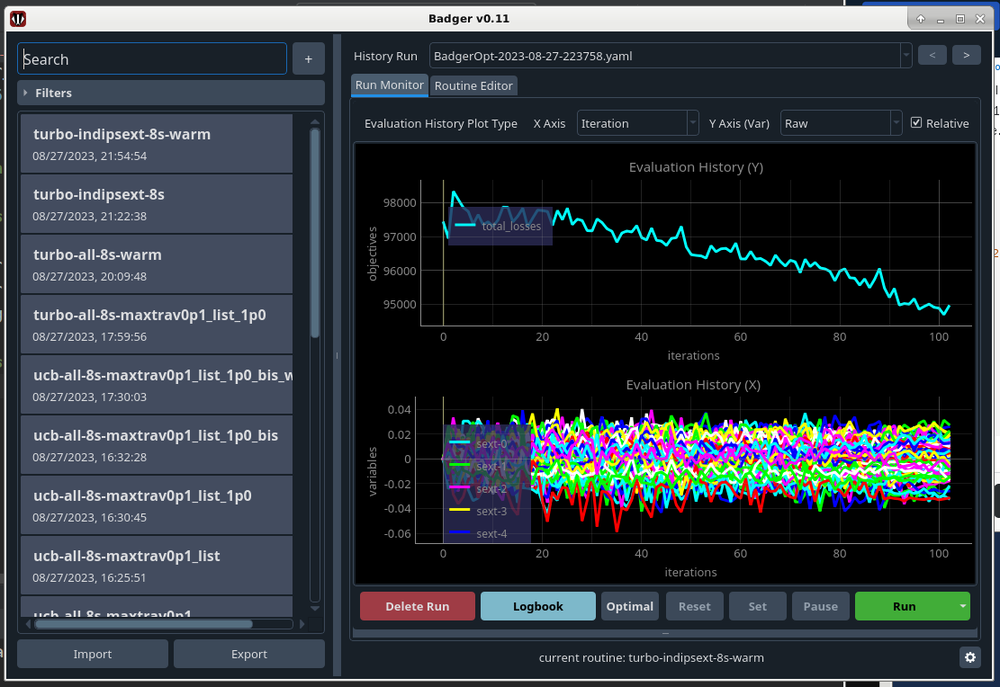 Badger v0.11
Search
+
Filters
turbo-indipsext-8s-warm
08/27/2023, 21:54:54
turbo-indipsext-8s
08/27/2023, 21:22:38
turbo-all-8s-warm
08/27/2023, 20:09:48
turbo-all-8s-maxtrav0p1_list_1p0
08/27/2023, 17:59:56
ucb-all-8s-maxtrav0p1_list_1p0_bis_w
08/27/2023, 17:30:03
ucb-all-8s-maxtrav0p1_list_1p0_bis
08/27/2023, 16:32:28
ucb-all-8s-maxtrav0p1_list_1p0
08/27/2023, 16:30:45
ucb-all-8s-maxtrav0p1_list
08/27/2023, 16:25:51
ucb-all-8s-maxtrav0p1
Import Export
History Run BadgerOpt-2023-08-27-223758.yaml < >
Run Monitor Routine Editor
Evaluation History Plot Type X Axis Iteration Y Axis (Var) Raw Relative
Evaluation History (Y)
98000
97000
96000
95000
objectives
total_losses
0 20 40 60 80 100
iterations
Evaluation History (X)
0.04
0.02
0
-0.02
-0.04
-0.06
variables
sext-0
sext-1
sext-2
sext-3
sext-4
0 20 40 60 80 100
iterations
Delete Run Logbook Optimal Reset Set Pause Run
current routine: turbo-indipsext-8s-warm